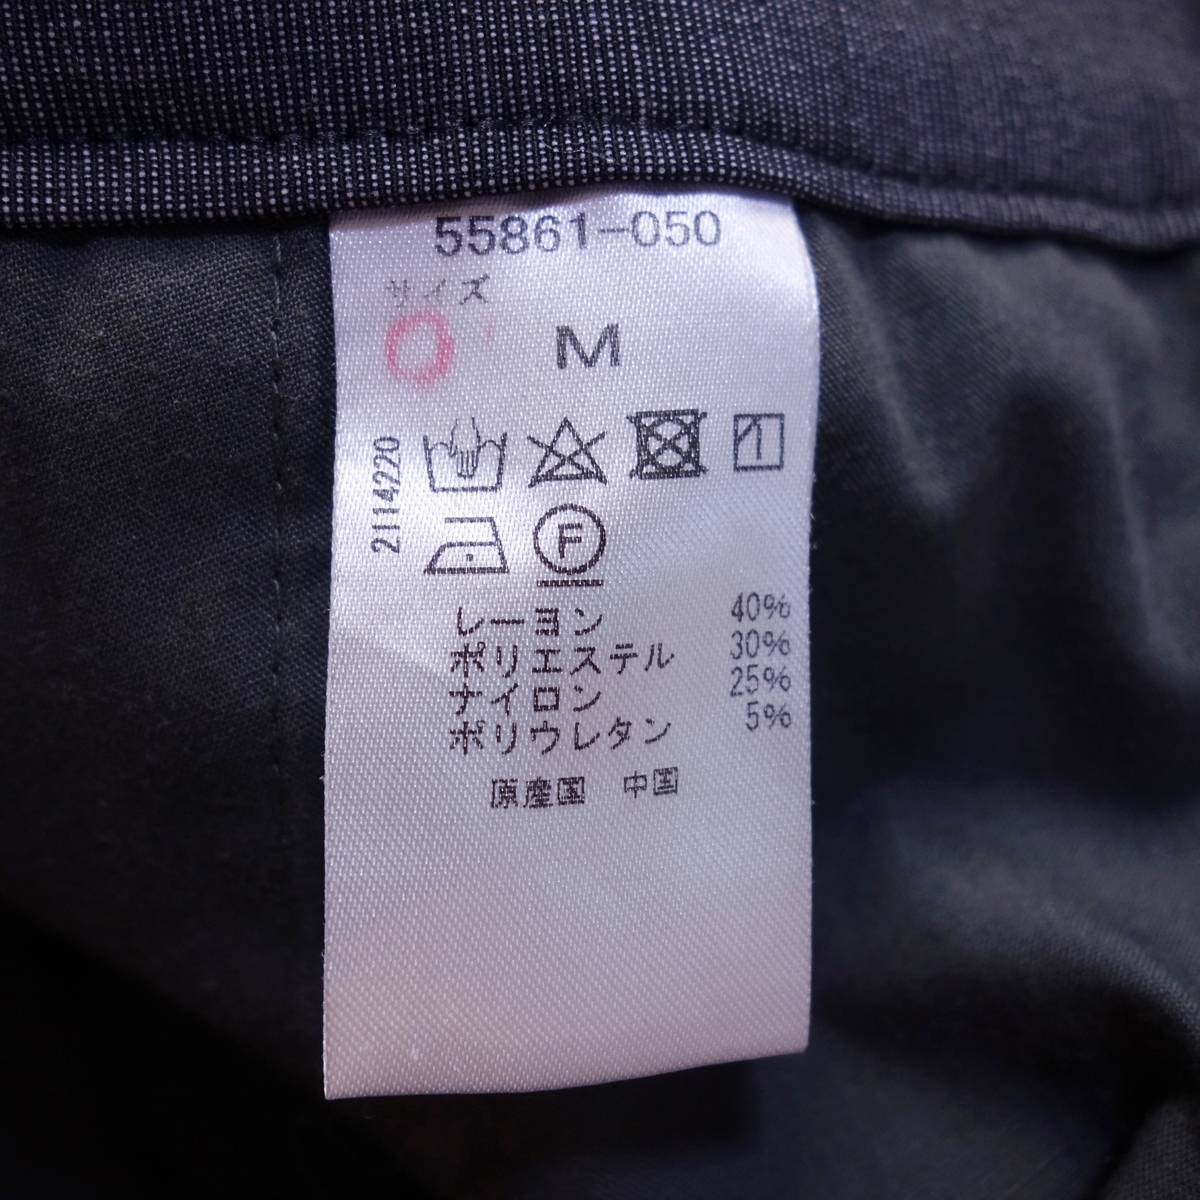 55861-050
サイズ
M
2114220
F
レーヨン 40%
ポリエステル 30%
ナイロン 25%
ポリウレタン 5%
原産国 中国